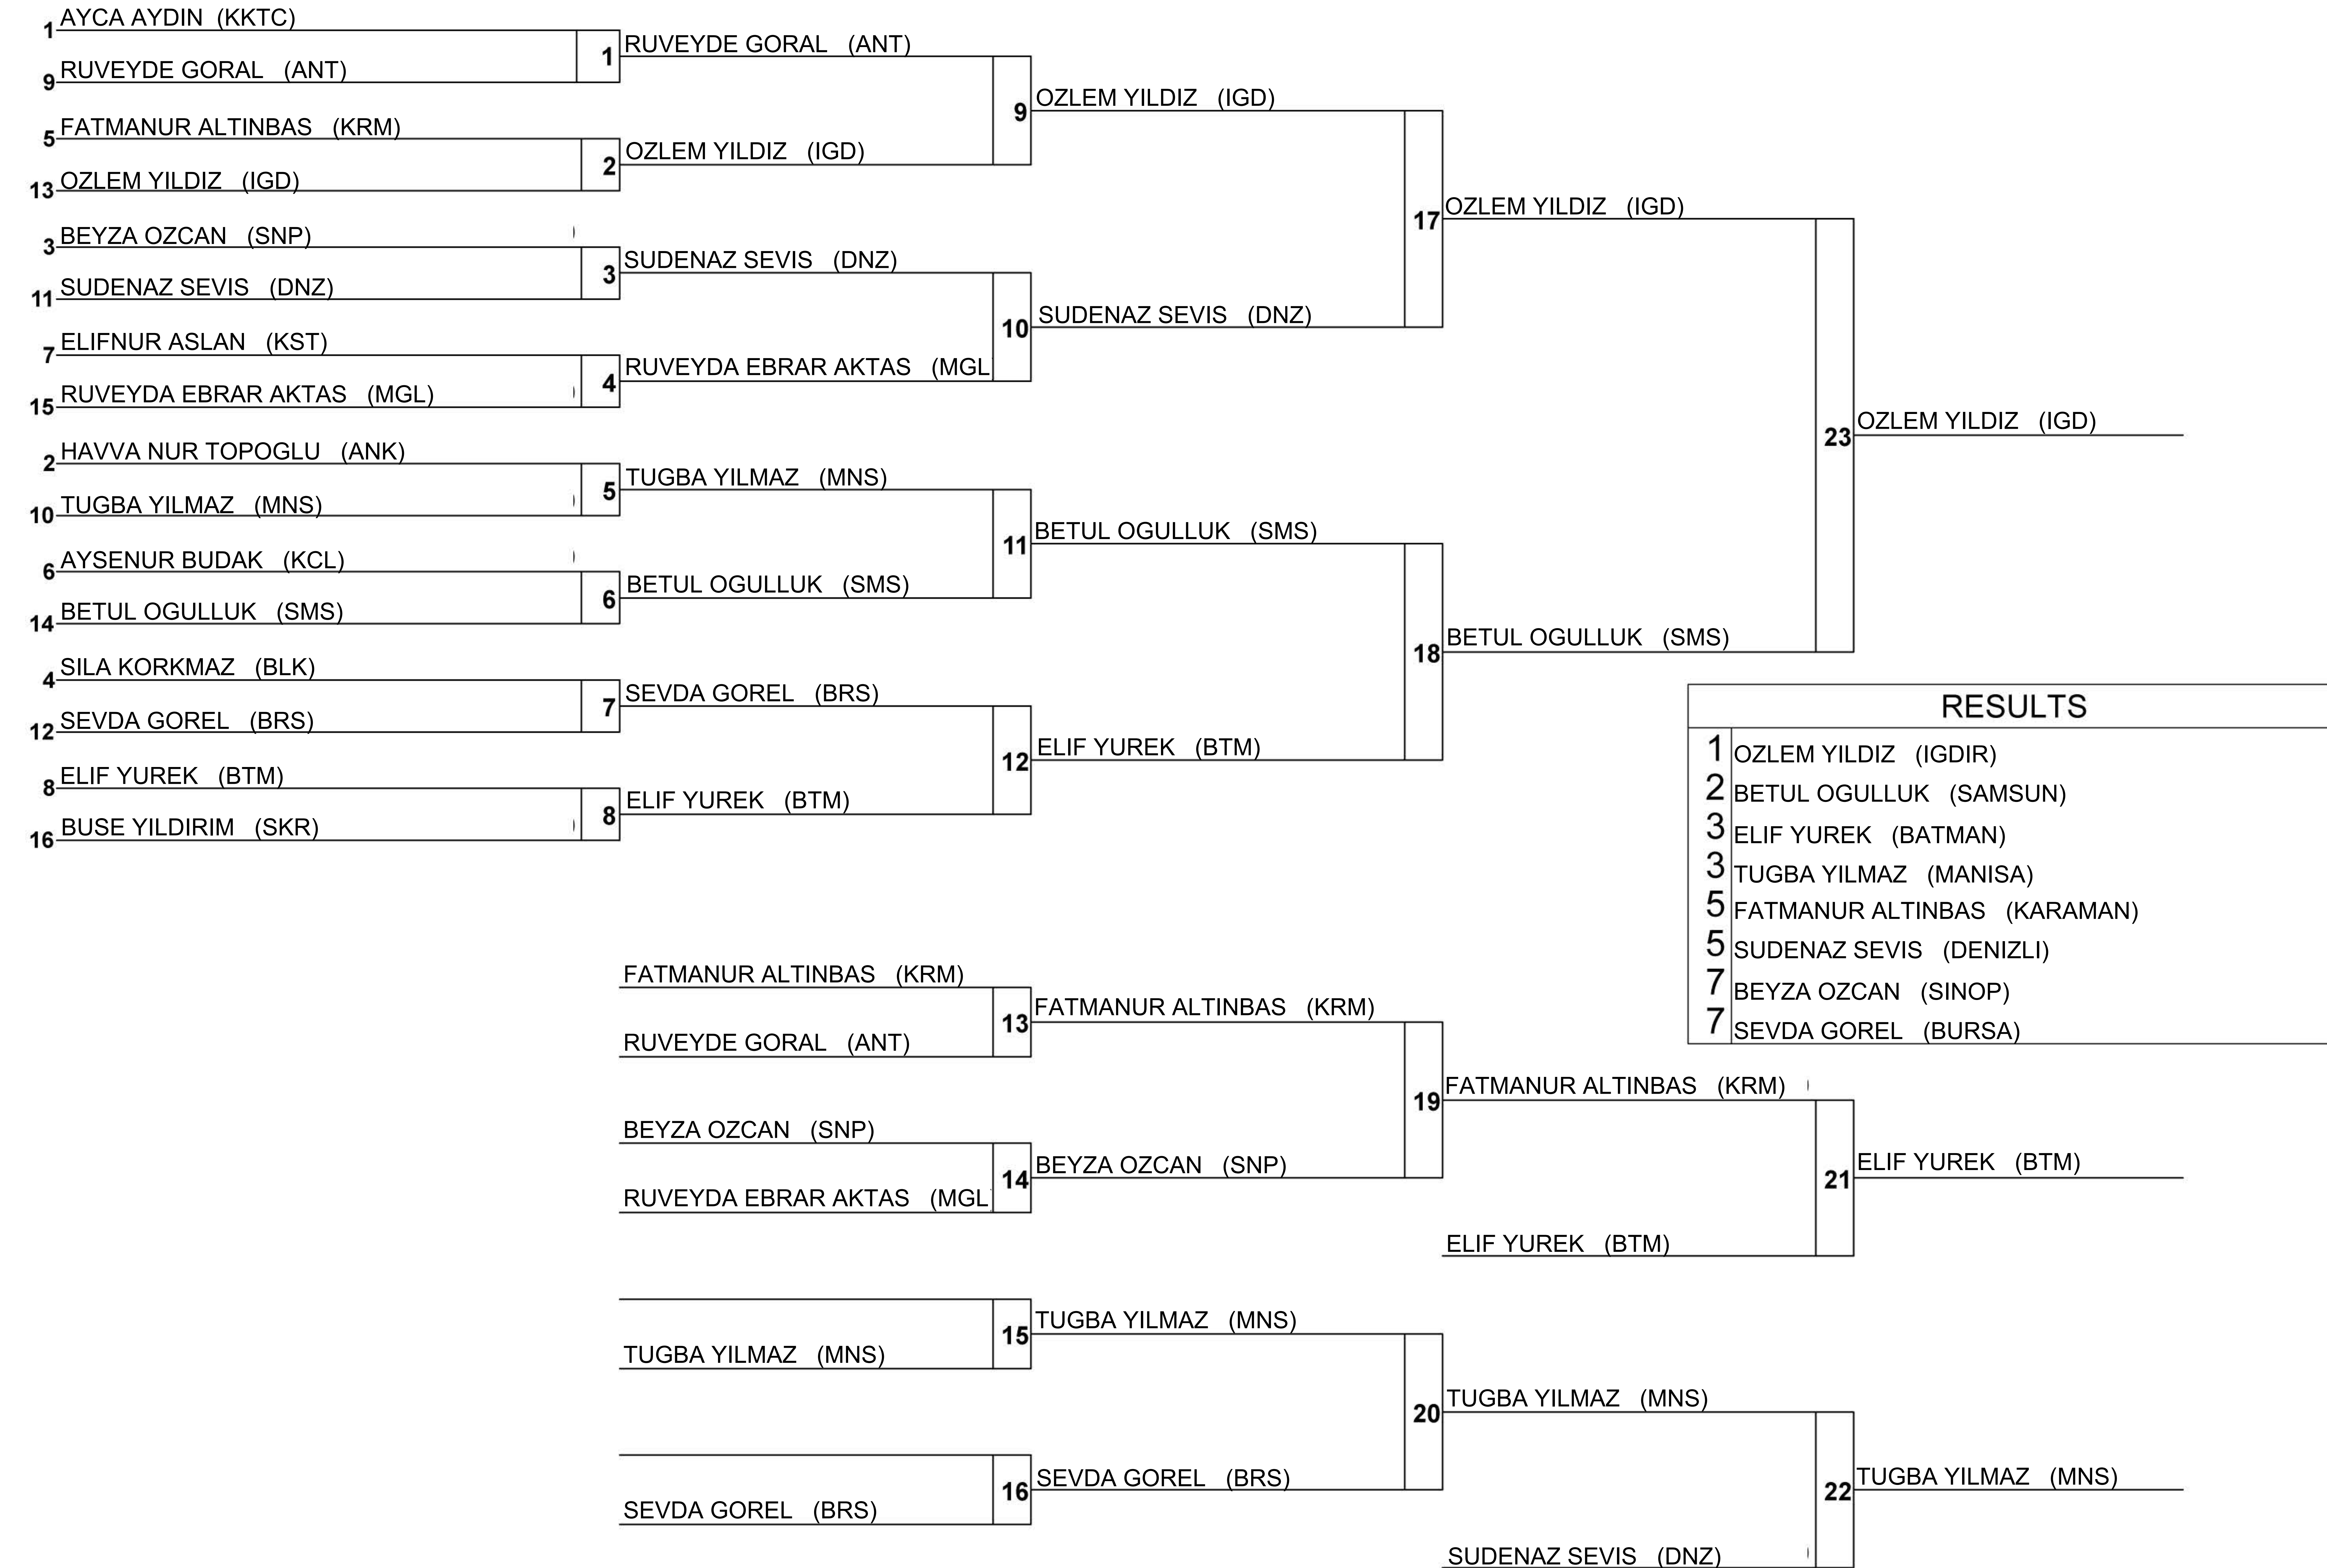 1 AYCA AYDIN (KKTC)
9 RUVEYDE GORAL (ANT)
1 RUVEYDE GORAL (ANT)
5 FATMANUR ALTINBAS (KRM)
13 OZLEM YILDIZ (IGD)
2 OZLEM YILDIZ (IGD)
9 OZLEM YILDIZ (IGD)
3 BEYZA OZCAN (SNP)
11 SUDENAZ SEVIS (DNZ)
3 SUDENAZ SEVIS (DNZ)
7 ELIFNUR ASLAN (KST)
15 RUVEYDA EBRAR AKTAS (MGL)
4 RUVEYDA EBRAR AKTAS (MGL
10 SUDENAZ SEVIS (DNZ)
17 OZLEM YILDIZ (IGD)
2 HAVVA NUR TOPOGLU (ANK)
10 TUGBA YILMAZ (MNS)
5 TUGBA YILMAZ (MNS)
6 AYSENUR BUDAK (KCL)
14 BETUL OGULLUK (SMS)
6 BETUL OGULLUK (SMS)
11 BETUL OGULLUK (SMS)
4 SILA KORKMAZ (BLK)
12 SEVDA GOREL (BRS)
7 SEVDA GOREL (BRS)
8 ELIF YUREK (BTM)
16 BUSE YILDIRIM (SKR)
8 ELIF YUREK (BTM)
12 ELIF YUREK (BTM)
18 BETUL OGULLUK (SMS)
23 OZLEM YILDIZ (IGD)
RESULTS
1 OZLEM YILDIZ (IGDIR)
2 BETUL OGULLUK (SAMSUN)
3 ELIF YUREK (BATMAN)
3 TUGBA YILMAZ (MANISA)
5 FATMANUR ALTINBAS (KARAMAN)
5 SUDENAZ SEVIS (DENIZLI)
7 BEYZA OZCAN (SINOP)
7 SEVDA GOREL (BURSA)
FATMANUR ALTINBAS (KRM)
RUVEYDE GORAL (ANT)
13 FATMANUR ALTINBAS (KRM)
BEYZA OZCAN (SNP)
RUVEYDA EBRAR AKTAS (MGL
14 BEYZA OZCAN (SNP)
19 FATMANUR ALTINBAS (KRM)
ELIF YUREK (BTM)
21 ELIF YUREK (BTM)
TUGBA YILMAZ (MNS)
15 TUGBA YILMAZ (MNS)
SEVDA GOREL (BRS)
16 SEVDA GOREL (BRS)
20 TUGBA YILMAZ (MNS)
SUDENAZ SEVIS (DNZ)
22 TUGBA YILMAZ (MNS)